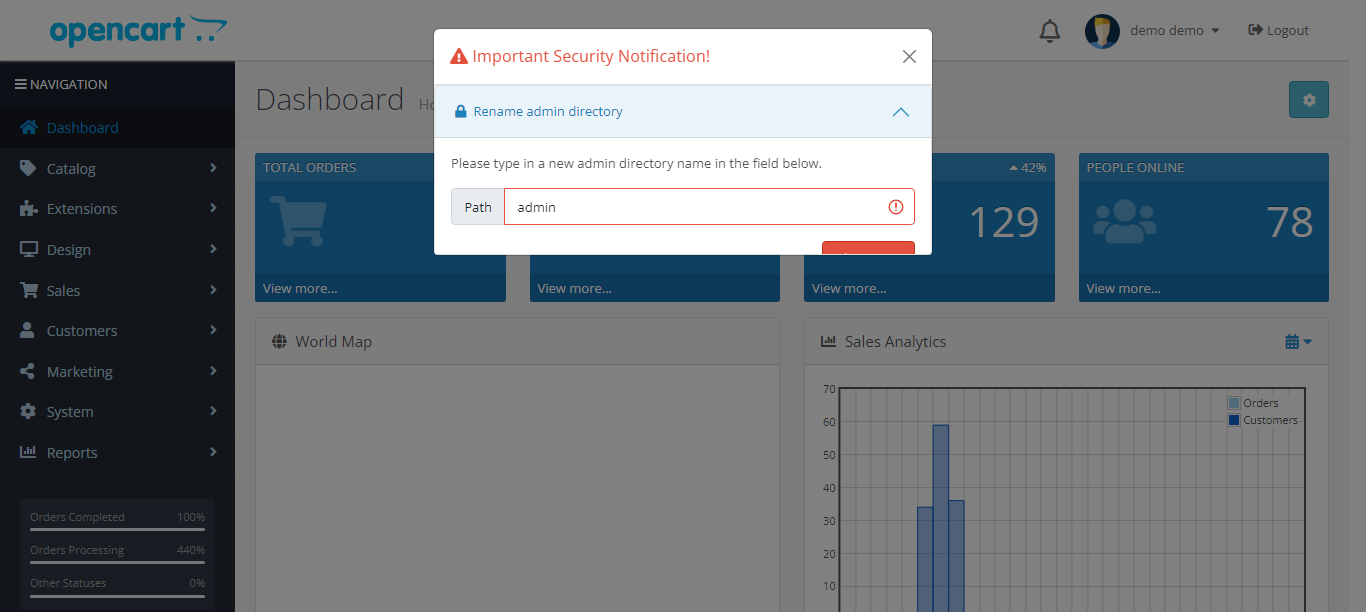 opencart
demo demo
Logout
NAVIGATION
Dashboard
Catalog
Extensions
Design
Sales
Customers
Marketing
System
Reports
Orders Completed 100%
Orders Processing 440%
Other Statuses 0%
Dashboard
Important Security Notification!
Rename admin directory
Please type in a new admin directory name in the field below.
Path admin
TOTAL ORDERS
View more...
View more...
42%
129
View more...
PEOPLE ONLINE
78
View more...
World Map
Sales Analytics
70
60
50
40
30
20
10
Orders
Customers